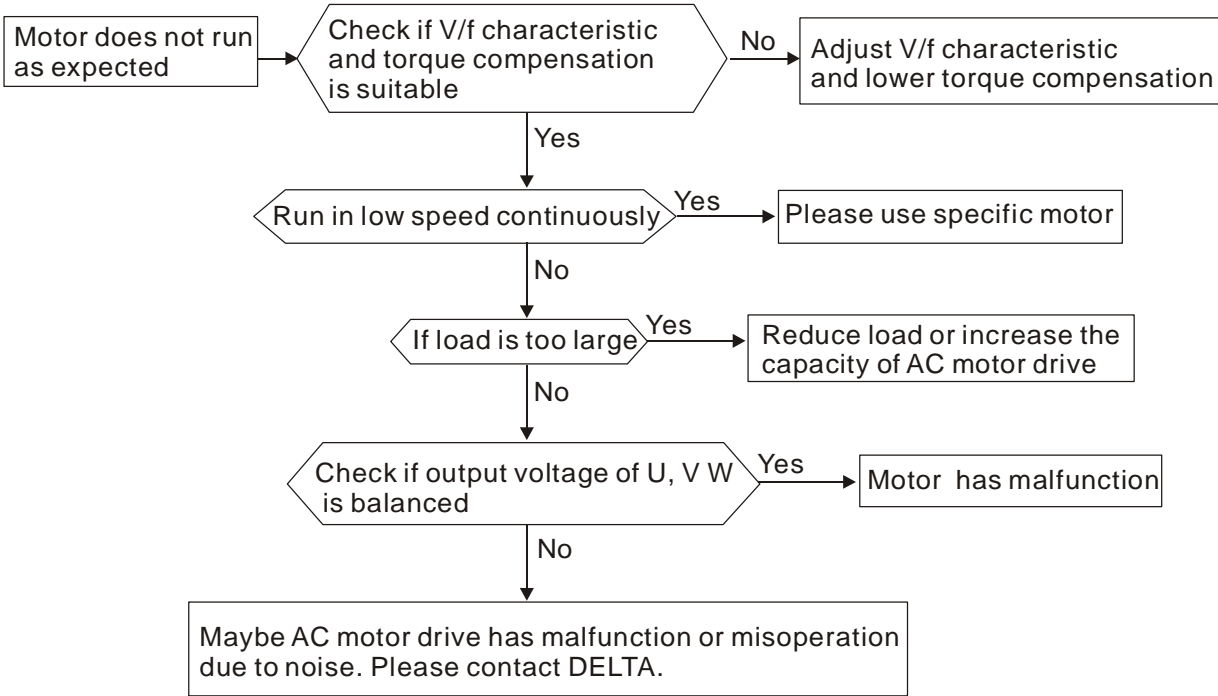 Motor does not run
as expected
Check if V/f characteristic
and torque compensation
is suitable
No
Adjust V/f characteristic
and lower torque compensation
Yes
Run in low speed continuously
Yes
Please use specific motor
No
If load is too large
Yes
Reduce load or increase the
capacity of AC motor drive
No
Check if output voltage of U, V W
is balanced
Yes
Motor has malfunction
No
Maybe AC motor drive has malfunction or misoperation
due to noise. Please contact DELTA.